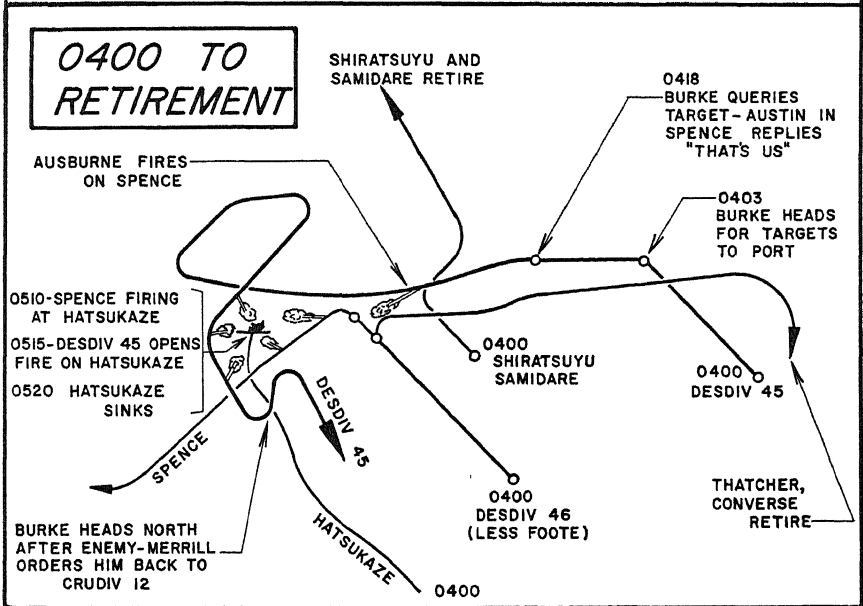 0400 TO
RETIREMENT
SHIRATSUYU AND
SAMIDARE RETIRE
0418
BURKE QUERIES
TARGET-AUSTIN IN
SPENCE REPLIES
"THAT'S US"
AUSBURNE FIRES
ON SPENCE
0403
BURKE HEADS
FOR TARGETS
TO PORT
0510-SPENCE FIRING
AT HATSUKAZE
0515-DESDIV 45 OPENS
FIRE ON HATSUKAZE
0520 HATSUKAZE
SINKS
0400
SHIRATSUYU
SAMIDARE
0400
DESDIV 45
DESDIV 45
SPENCE
0400
DESDIV 46
(LESS FOOTE)
THATCHER,
CONVERSE
RETIRE
BURKE HEADS NORTH
AFTER ENEMY-MERRILL
ORDERS HIM BACK TO
CRUDIV 12
HATSUKAZE
0400